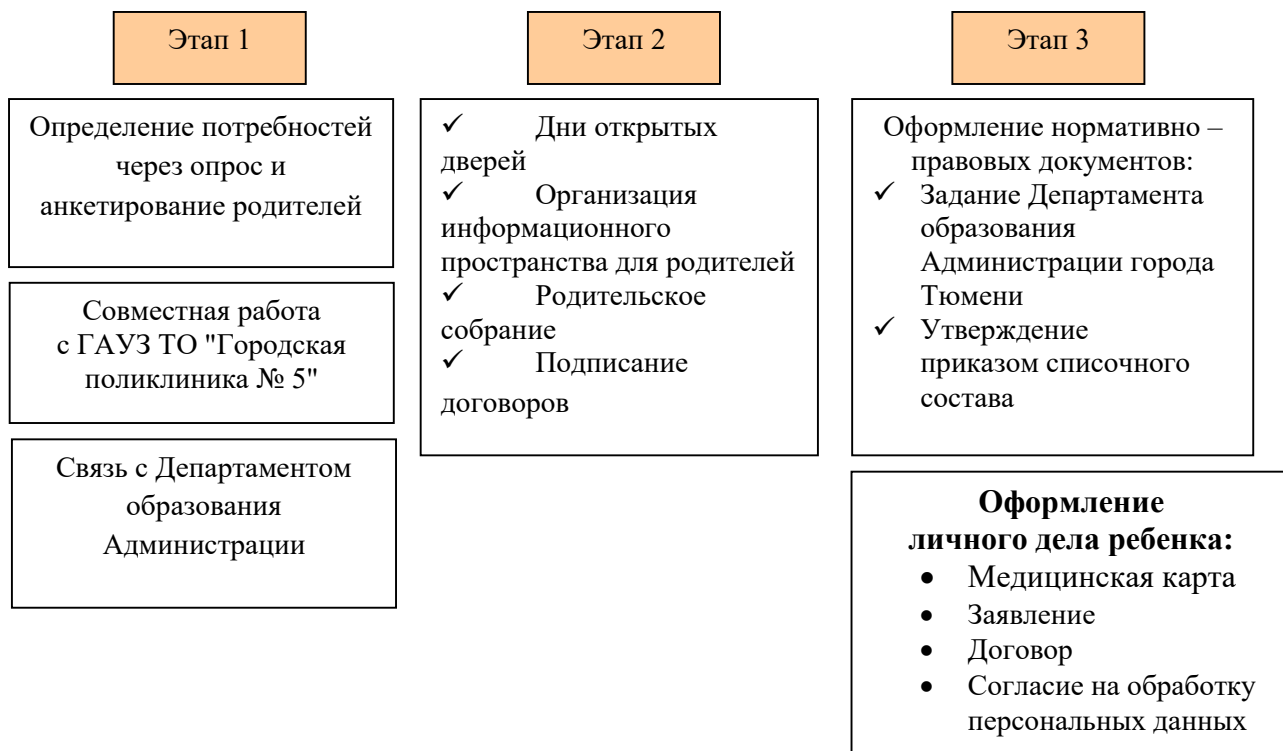 Этап 1
Определение потребностей
через опрос и
анкетирование родителей
Совместная работа
с ГАУЗ ТО "Городская
поликлиника № 5"
Связь с Департаментом
образования
Администрации
Этап 2
✓ Дни открытых
дверей
✓ Организация
информационного
пространства для родителей
✓ Родительское
собрание
✓ Подписание
договоров
Этап 3
Оформление нормативно –
правовых документов:
✓ Задание Департамента
образования
Администрации города
Тюмени
✓ Утверждение
приказом списочного
состава
Оформление
личного дела ребенка:
• Медицинская карта
• Заявление
• Договор
• Согласие на обработку
персональных данных